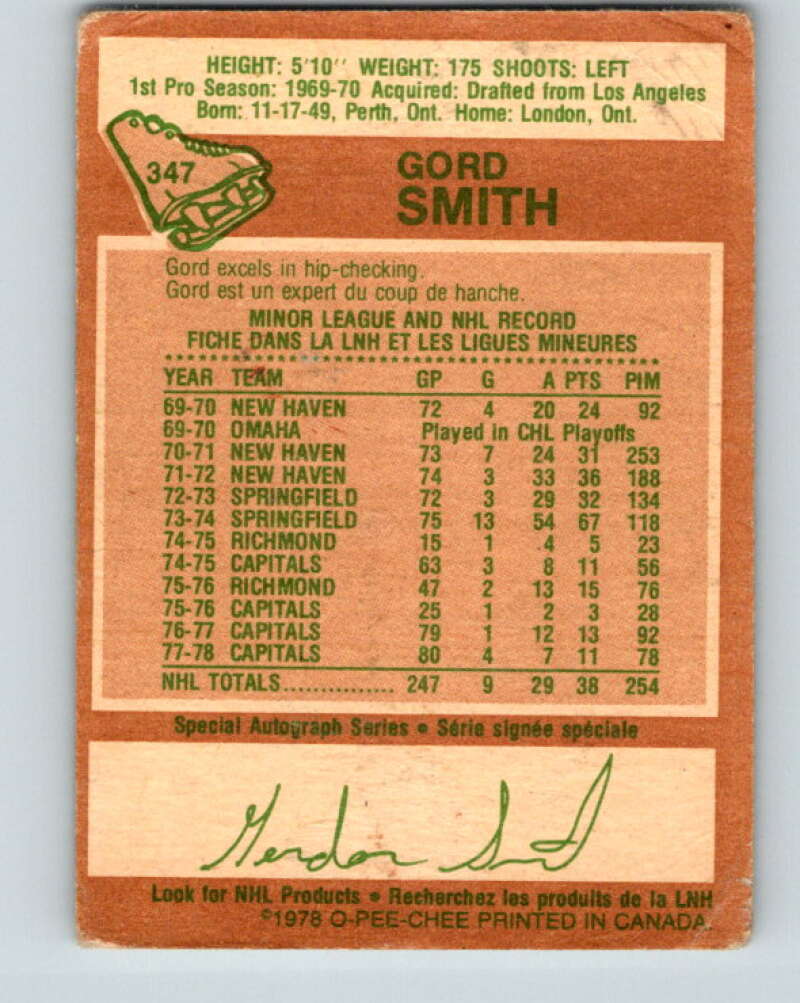 HEIGHT: 5'10'' WEIGHT: 175 SHOOTS: LEFT
1st Pro Season: 1969-70 Acquired: Drafted from Los Angeles
Born: 11-17-49, Perth, Ont. Home: London, Ont.
347
GORD
SMITH
Gord excels in hip-checking.
Gord est un expert du coup de hanche.
MINOR LEAGUE AND NHL RECORD
FICHE DANS LA LNH ET LES LIGUES MINEURES
YEAR TEAM GP G A PTS PIM
69-70 NEW HAVEN 72 4 20 24 92
69-70 OMAHA Played in CHL Playoffs
70-71 NEW HAVEN 73 7 24 31 253
71-72 NEW HAVEN 74 3 33 36 188
72-73 SPRINGFIELD 72 3 29 32 134
73-74 SPRINGFIELD 75 13 54 67 118
74-75 RICHMOND 15 1 4 5 23
74-75 CAPITALS 63 3 8 11 56
75-76 RICHMOND 47 2 13 15 76
75-76 CAPITALS 25 1 2 3 28
76-77 CAPITALS 79 1 12 13 92
77-78 CAPITALS 80 4 7 11 78
NHL TOTALS............... 247 9 29 38 254
Special Autograph Series • Série signée spéciale
Gordon Smith
Look for NHL Products • Recherchez les produits de la LNH
©1978 O-PEE-CHEE PRINTED IN CANADA.